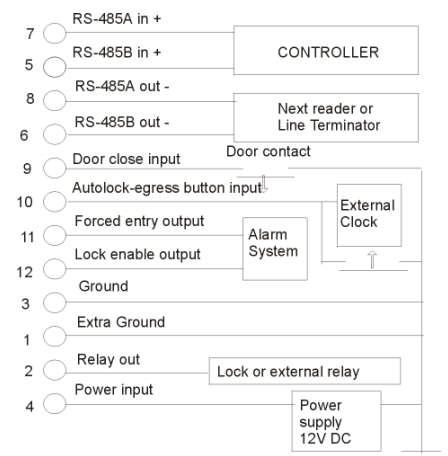 RS-485A in +
7
RS-485B in +
5
CONTROLLER
RS-485A out -
8
Next reader or
Line Terminator
RS-485B out -
6
Door close input
Door contact
9
Autolock-egress button input
10
External
Clock
Forced entry output
11
Alarm
System
Lock enable output
12
Ground
3
Extra Ground
1
Relay out
2
Lock or external relay
Power input
4
Power
supply
12V DC